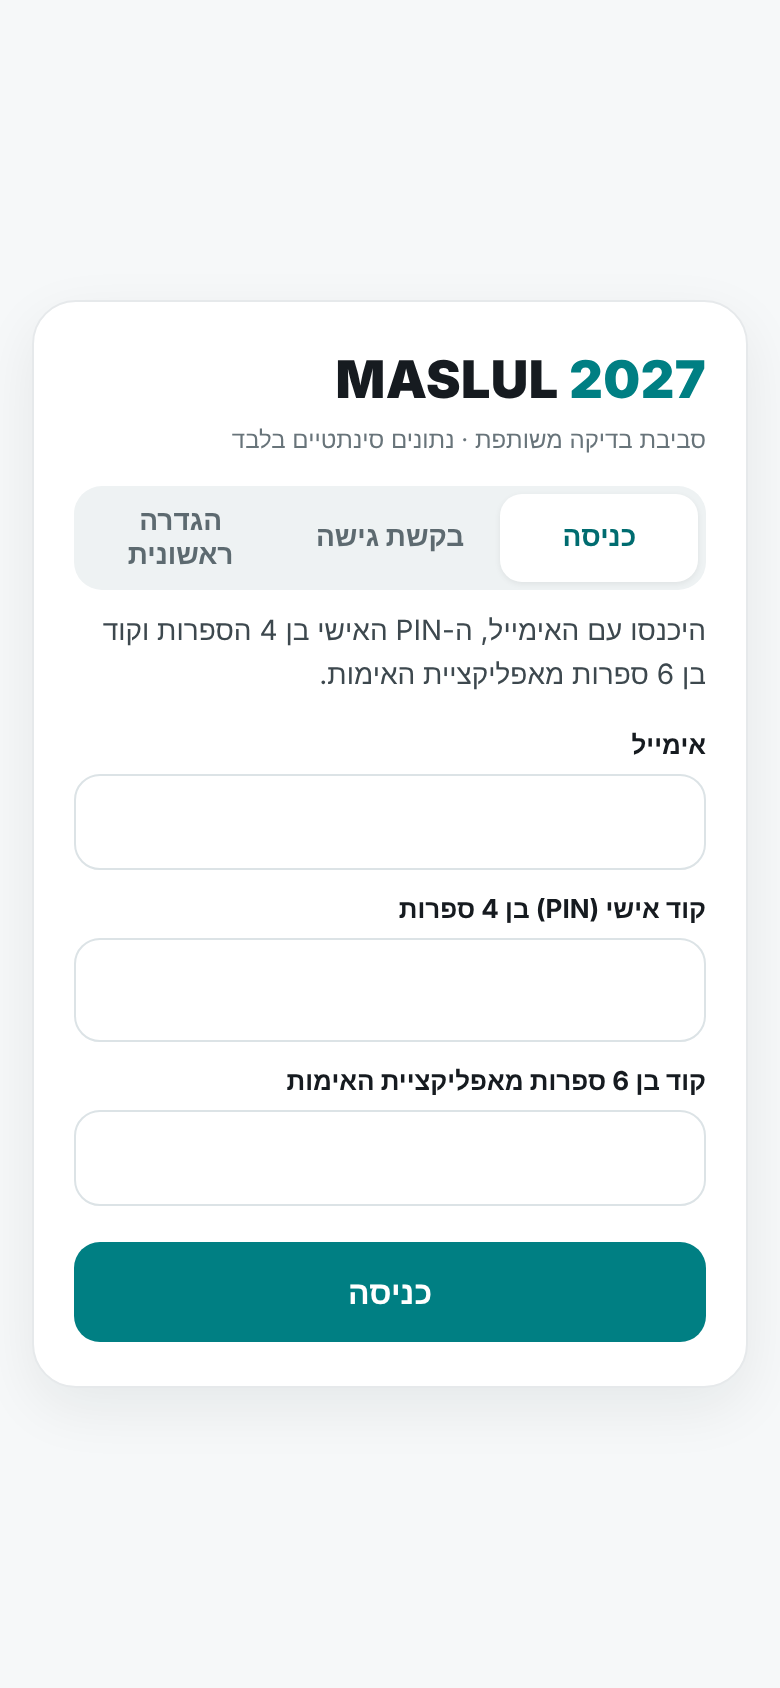 MASLUL 2027
סביבת בדיקה משותפת · נתונים סינתטיים בלבד
כניסה
בקשת גישה
הגדרה
ראשונית
היכנסו עם האימייל, ה-PIN האישי בן 4 הספרות וקוד
בן 6 ספרות מאפליקציית האימות.
אימייל
קוד אישי (PIN) בן 4 ספרות
קוד בן 6 ספרות מאפליקציית האימות
כניסה